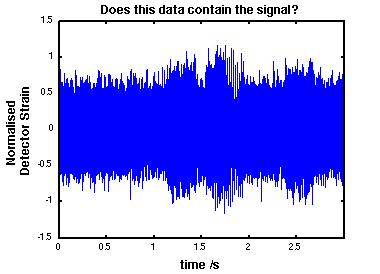 Does this data contain the signal?
1.5
1
0.5
0
-0.5
-1
-1.5
Normalised
Detector Strain
0 0.5 1 1.5 2 2.5
time /s